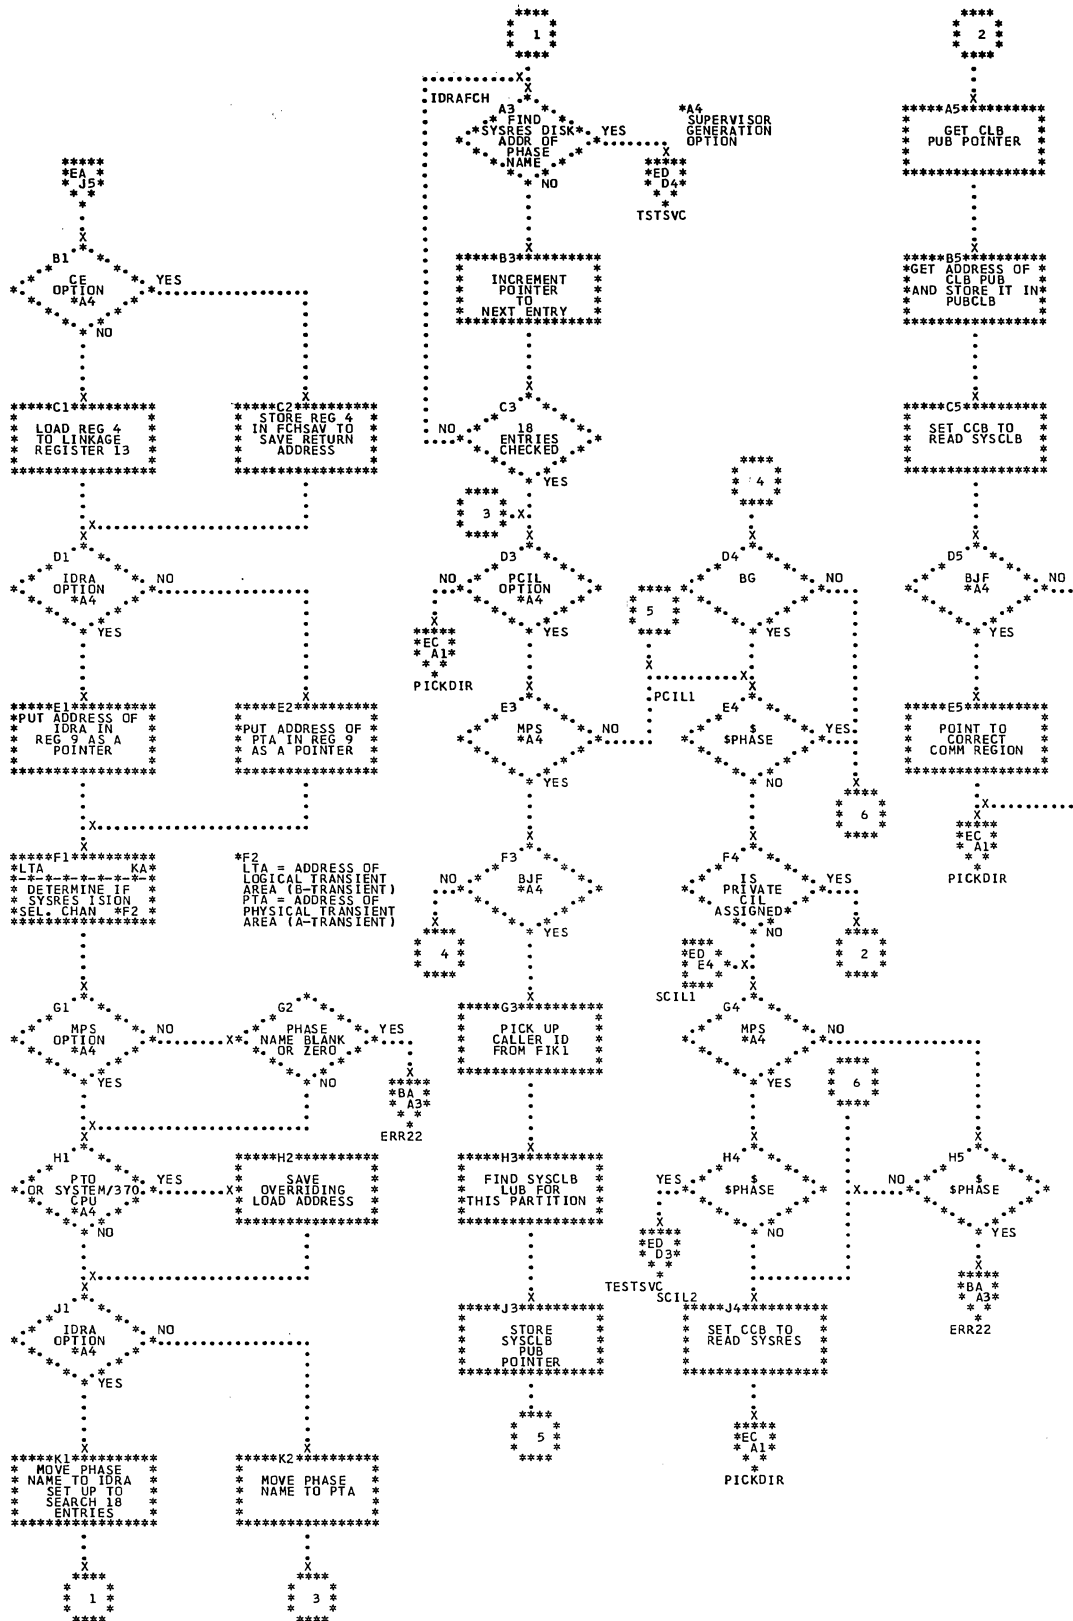 1
IDRAFCH
A3
FIND
SYSRES DISK
ADDR OF
PHASE
NAME
YES
NO
*A4
SUPERVISOR
GENERATION
OPTION
ED
D4
TSTSVC
2
A5
GET CLB
PUB POINTER
EA
J5
B1
CE
OPTION
*A4
YES
NO
B3
INCREMENT
POINTER
TO
NEXT ENTRY
B5
GET ADDRESS OF
CLB PUB
AND STORE IT IN
PUBCLB
C1
LOAD REG 4
TO LINKAGE
REGISTER 13
C2
STORE REG 4
IN FCHSAV TO
SAVE RETURN
ADDRESS
C3
18
ENTRIES
CHECKED
NO
YES
C5
SET CCB TO
READ SYSCLB
3
4
D1
IDRA
OPTION
*A4
NO
YES
D3
PCIL
OPTION
*A4
NO
YES
EC
A1
PICKDIR
5
D4
BG
NO
YES
D5
BJF
*A4
NO
YES
PCIL1
E1
PUT ADDRESS OF
IDRA IN
REG 9 AS A
POINTER
E2
PUT ADDRESS OF
PTA IN REG 9
AS A POINTER
E3
MPS
*A4
NO
YES
E4
$
$PHASE
YES
NO
6
E5
POINT TO
CORRECT
COMM REGION
EC
A1
PICKDIR
F1
LTA KA
DETERMINE IF
SYSRES ISION
SEL. CHAN *F2
*F2
LTA = ADDRESS OF
LOGICAL TRANSIENT
AREA (B-TRANSIENT)
PTA = ADDRESS OF
PHYSICAL TRANSIENT
AREA (A-TRANSIENT)
F3
BJF
*A4
NO
YES
4
F4
IS
PRIVATE
CIL
ASSIGNED
YES
NO
2
ED
E4
SCIL1
G1
MPS
OPTION
*A4
NO
YES
G2
PHASE
NAME BLANK
OR ZERO
YES
NO
BA
A3
ERR22
G3
PICK UP
CALLER ID
FROM FIK1
G4
MPS
*A4
NO
YES
6
H1
PTO
OR SYSTEM/370
CPU
*A4
YES
NO
H2
SAVE
OVERRIDING
LOAD ADDRESS
H3
FIND SYSCLB
LUB FOR
THIS PARTITION
H4
$
$PHASE
YES
NO
ED
D3
TESTSVC
H5
$
$PHASE
NO
YES
BA
A3
ERR22
J1
IDRA
OPTION
*A4
NO
YES
J3
STORE
SYSCLB
PUB
POINTER
5
SCIL2
J4
SET CCB TO
READ SYSRES
EC
A1
PICKDIR
K1
MOVE PHASE
NAME TO IDRA
SET UP TO
SEARCH 18
ENTRIES
K2
MOVE PHASE
NAME TO PTA
1
3